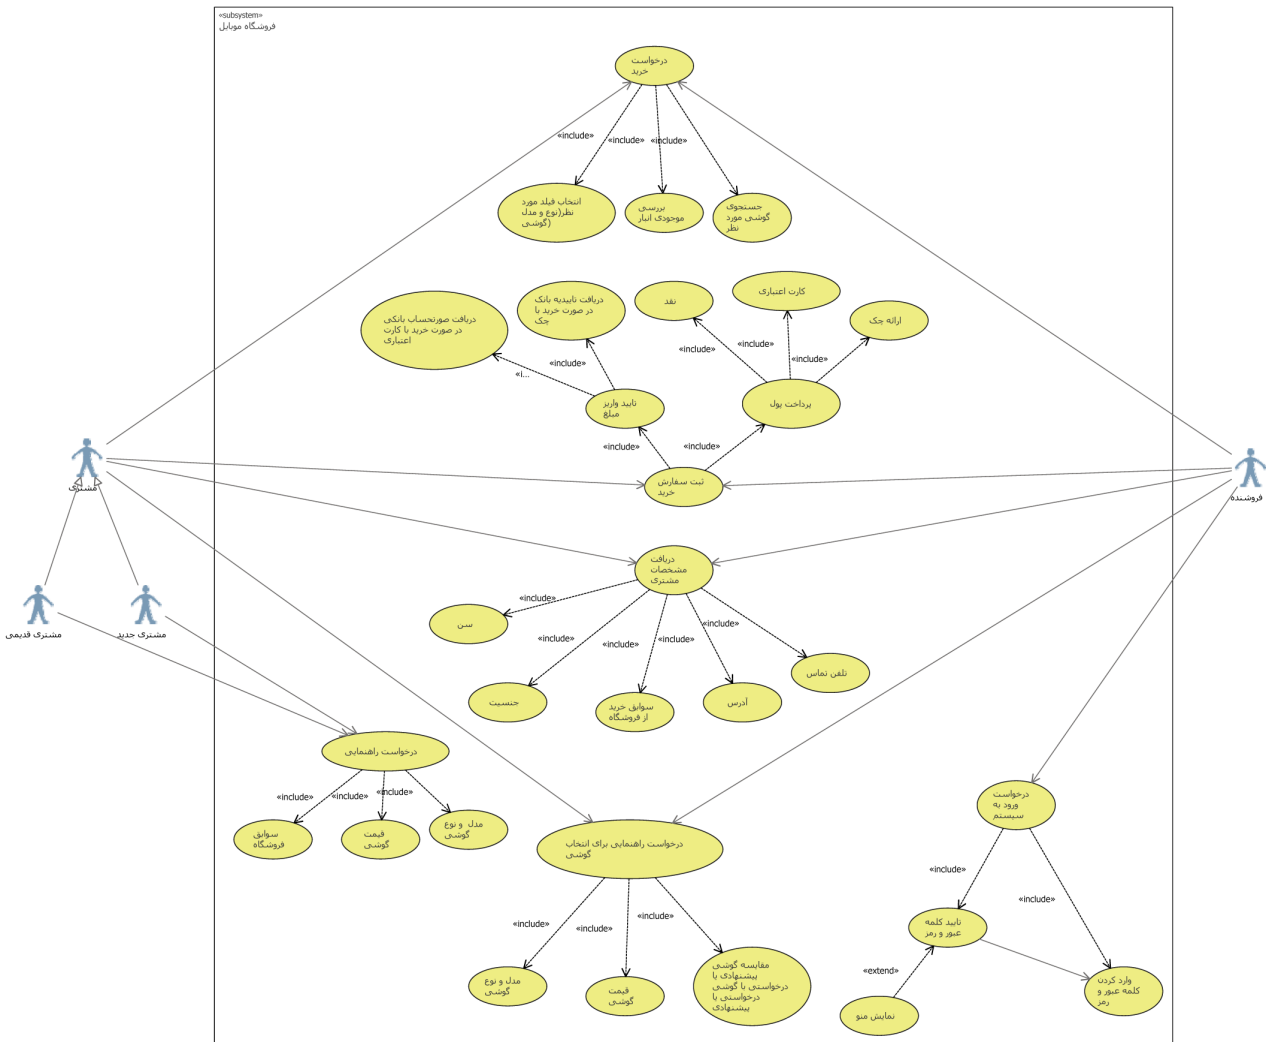 «subsystem»
فروشگاه موبایل
درخواست
خرید
«include»
«include»
«include»
انتخاب فیلد مورد
نظر(نوع و مدل
گوشی)
بررسی
موجودی انبار
جستجوی
گوشی مورد
نظر
دریافت صورتحساب بانکی
در صورت خرید با کارت
اعتباری
دریافت تاییدیه بانک
در صورت خرید با
چک
نقد
کارت اعتباری
ارائه چک
«include»
«include»
«include»
«include»
«i...
تایید واریز
مبلغ
پرداخت پول
«include»
«include»
ثبت سفارش
خرید
مشتری
فروشنده
مشتری قدیمی
مشتری جدید
دریافت
مشخصات
مشتری
«include»
«include»
«include»
«include»
سن
جنسیت
سوابق خرید
از فروشگاه
آدرس
تلفن تماس
درخواست راهنمایی
«include»
«include»
«include»
سوابق
فروشگاه
قیمت
گوشی
مدل و نوع
گوشی
درخواست راهنمایی برای انتخاب
گوشی
«include»
«include»
«include»
مدل و نوع
گوشی
قیمت
گوشی
مقایسه گوشی
پیشنهادی با
درخواستی با گوشی
درخواستی یا
پیشنهادی
درخواست
ورود به
سیستم
«include»
«include»
تایید کلمه
عبور و رمز
«extend»
نمایش منو
وارد کردن
کلمه عبور و
رمز